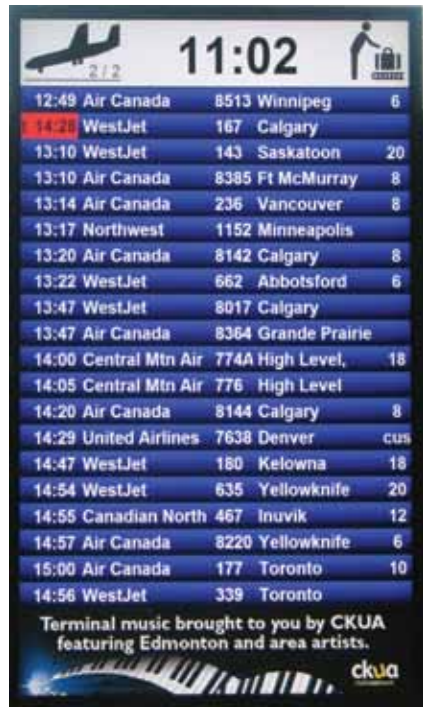 2/2 11:02
12:49 Air Canada 8513 Winnipeg 6
14:28 WestJet 167 Calgary
13:10 WestJet 143 Saskatoon 20
13:10 Air Canada 8385 Ft McMurray 8
13:14 Air Canada 236 Vancouver 8
13:17 Northwest 1152 Minneapolis
13:20 Air Canada 8142 Calgary 8
13:22 WestJet 662 Abbotsford 6
13:47 WestJet 8017 Calgary
13:47 Air Canada 8364 Grande Prairie
14:00 Central Mtn Air 774A High Level, 18
14:05 Central Mtn Air 776 High Level
14:20 Air Canada 8144 Calgary 8
14:29 United Airlines 7638 Denver cus
14:47 WestJet 180 Kelowna 18
14:54 WestJet 635 Yellowknife 20
14:55 Canadian North 467 Inuvik 12
14:57 Air Canada 8220 Yellowknife 6
15:00 Air Canada 177 Toronto 10
14:56 WestJet 339 Toronto
Terminal music brought to you by CKUA
featuring Edmonton and area artists.
ckua